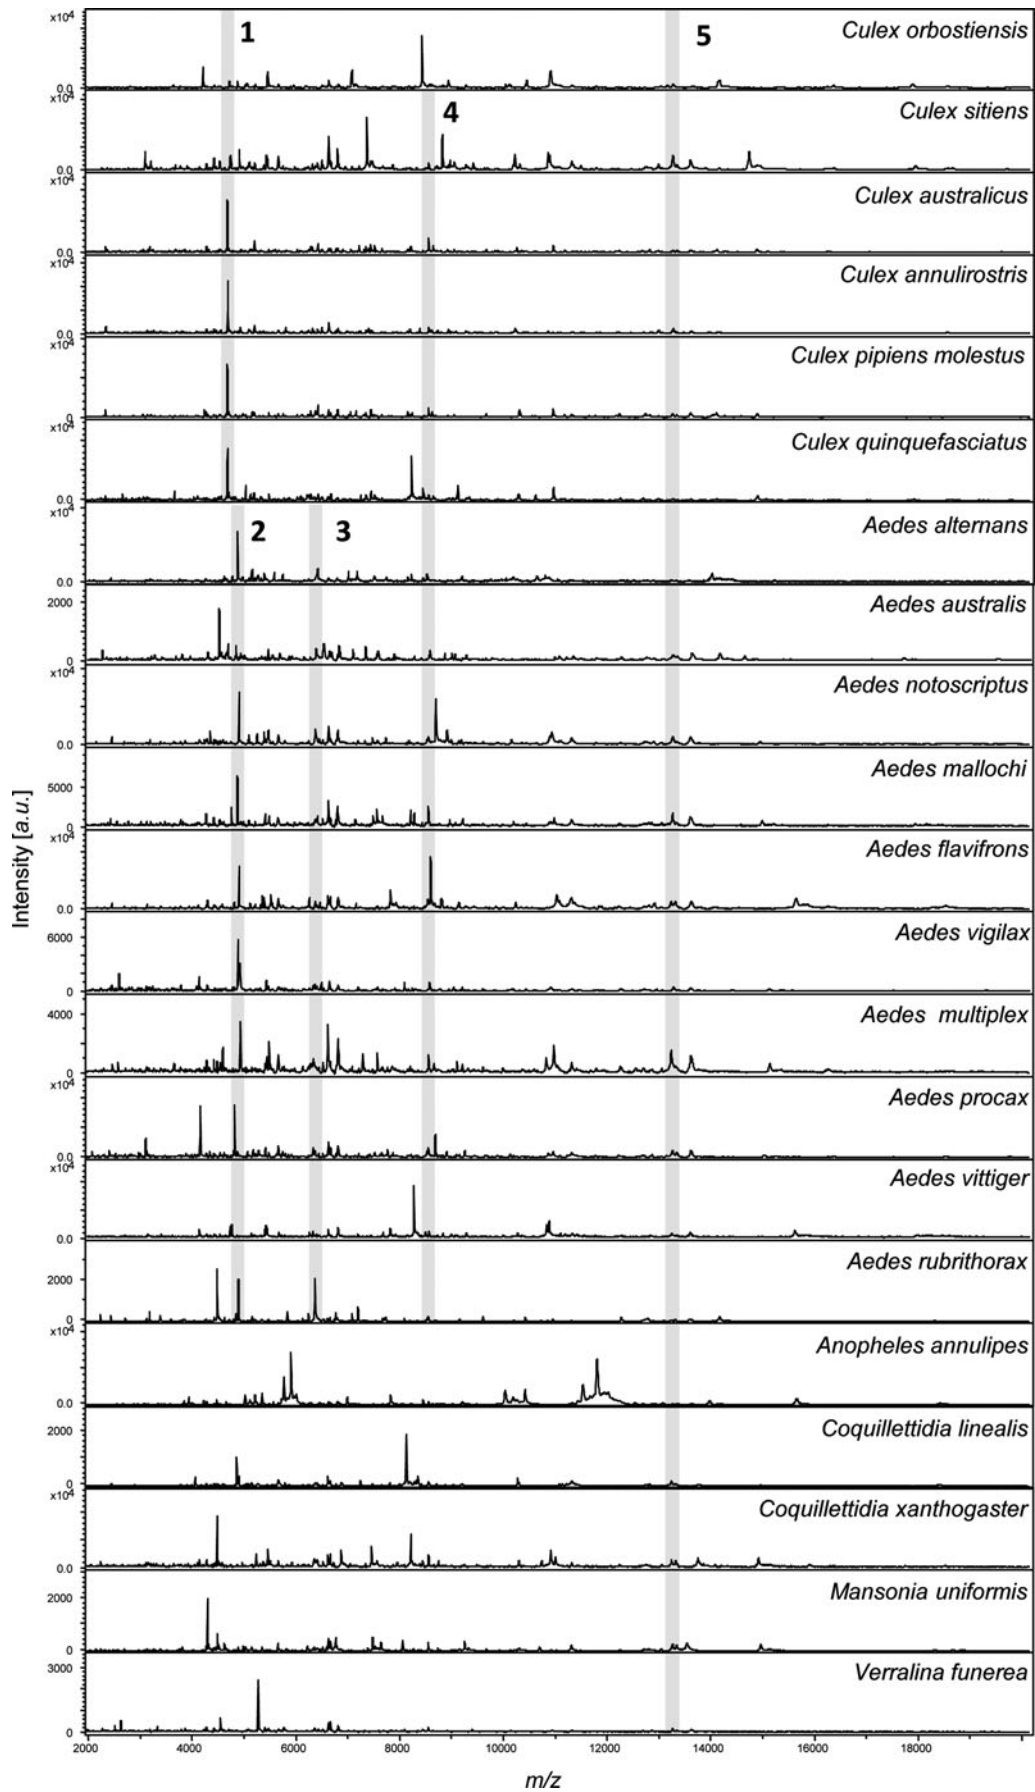 x10⁴
1
5
Culex orbostiensis
0.0
x10⁴
4
Culex sitiens
0.0
x10⁴
Culex australicus
0.0
x10⁴
Culex annulirostris
0.0
x10⁴
Culex pipiens molestus
0.0
x10⁴
Culex quinquefasciatus
0.0
x10⁴
2
3
Aedes alternans
0.0
2000
Aedes australis
0
x10⁴
Aedes notoscriptus
0.0
5000
Aedes mallochi
0
x10⁴
Aedes flavifrons
0.0
6000
Aedes vigilax
0
4000
Aedes multiplex
0
x10⁴
Aedes procax
0.0
x10⁴
Aedes vittiger
0.0
2000
Aedes rubrithorax
0
x10⁴
Anopheles annulipes
0.0
2000
Coquillettidia linealis
0
x10⁴
Coquillettidia xanthogaster
0.0
2000
Mansonia uniformis
0
3000
Verralina funerea
0
2000 4000 6000 8000 10000 12000 14000 16000 18000
m/z
Intensity [a.u.]